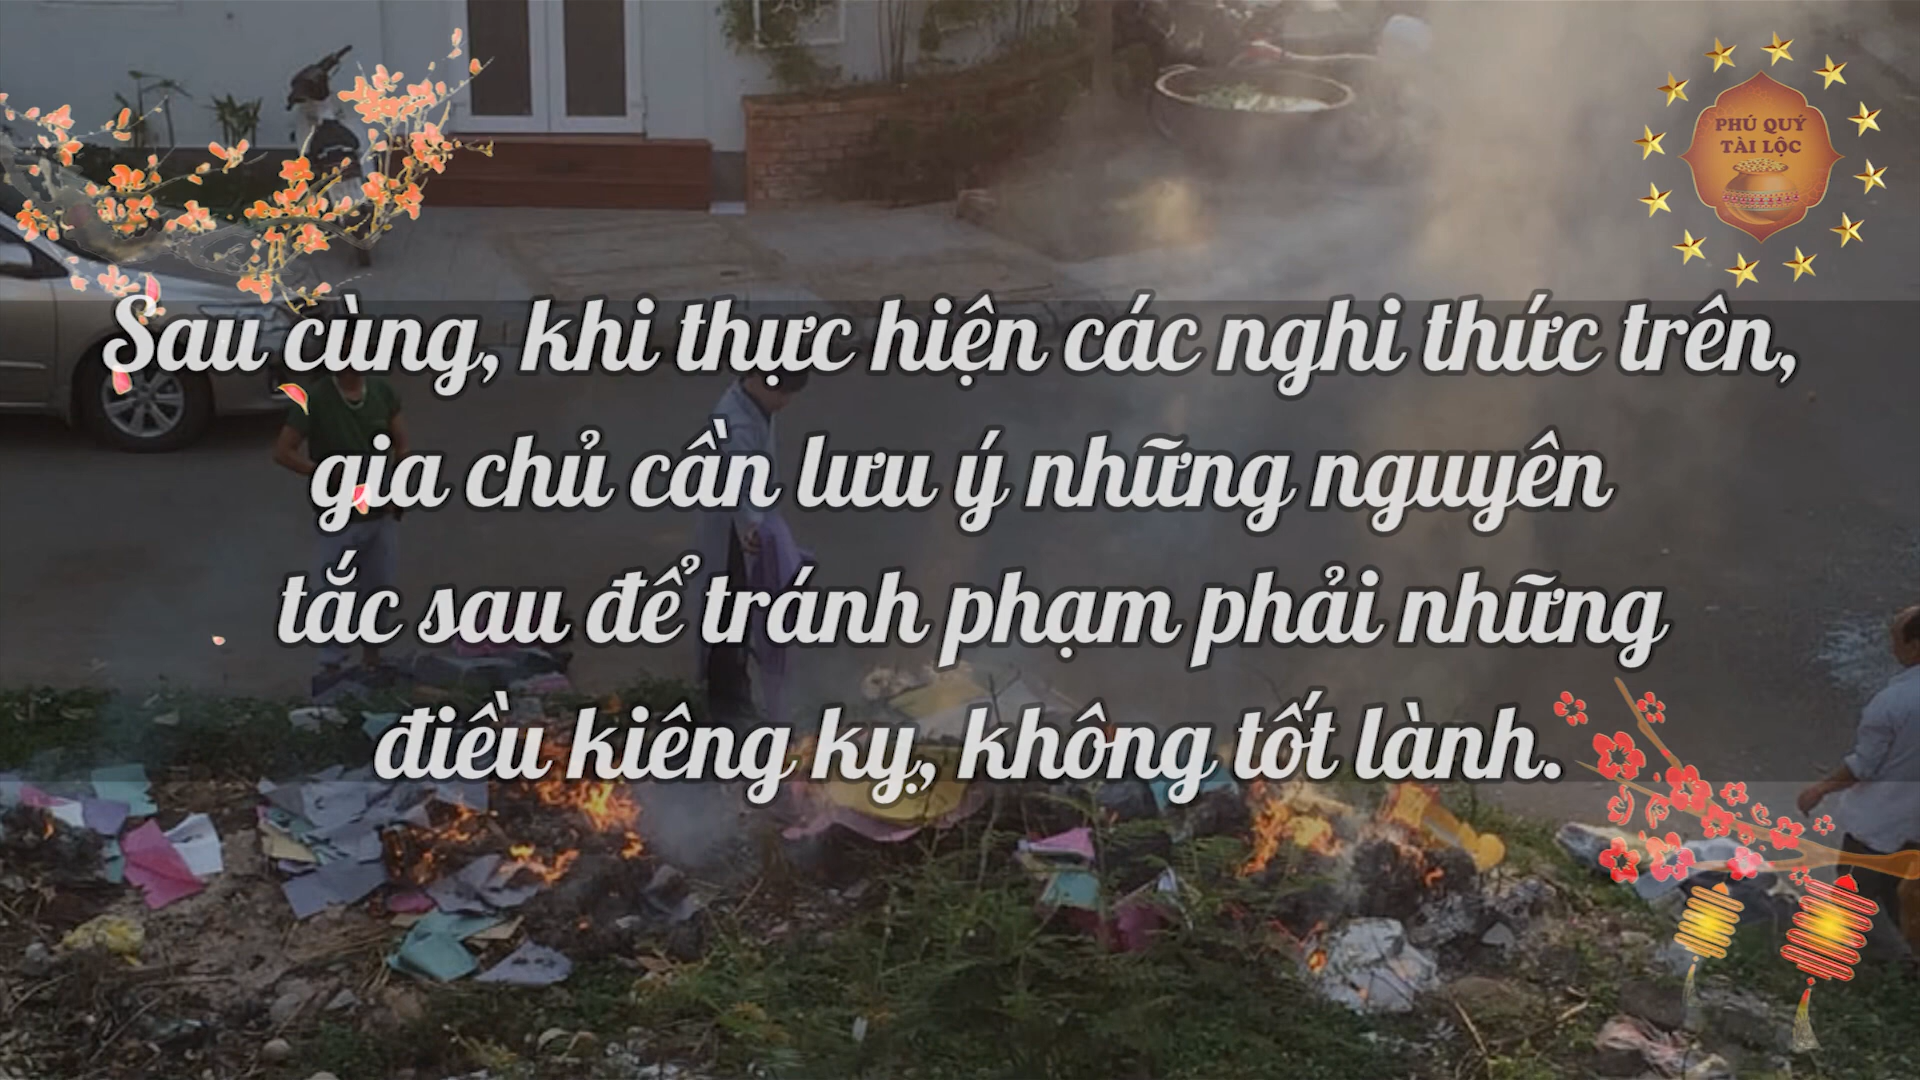 PHÚ QUÝ
TÀI LỘC
Sau cùng, khi thực hiện các nghi thức trên,
gia chủ cần lưu ý những nguyên
tắc sau để tránh phạm phải những
điều kiêng kỵ, không tốt lành.